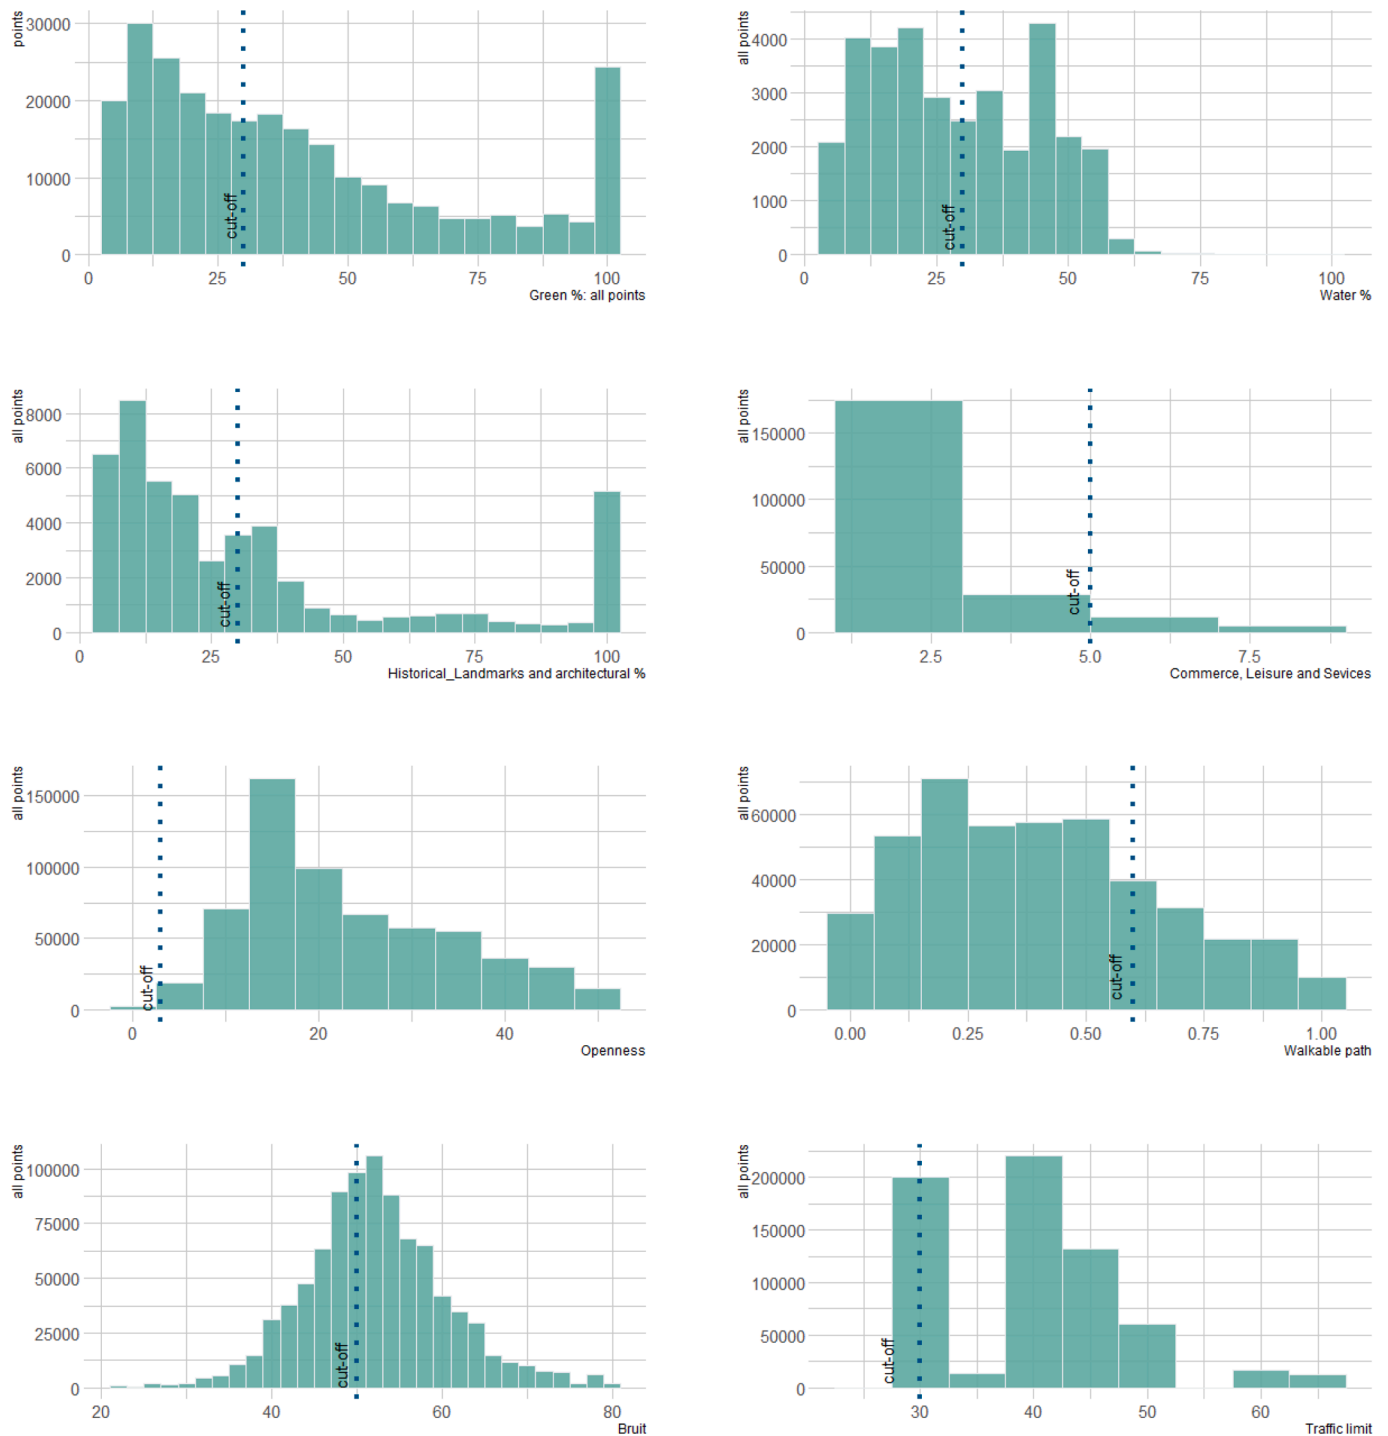 points
30000
20000
10000
0
cut-off
0 25 50 75 100
Green %: all points
all points
4000
3000
2000
1000
0
cut-off
0 25 50 75 100
Water %
all points
8000
6000
4000
2000
0
cut-off
0 25 50 75 100
Historical_Landmarks and architectural %
all points
150000
100000
50000
0
cut-off
2.5 5.0 7.5
Commerce, Leisure and Sevices
all points
150000
100000
50000
0
cut-off
0 20 40
Openness
all points
60000
40000
20000
0
cut-off
0.00 0.25 0.50 0.75 1.00
Walkable path
all points
100000
75000
50000
25000
0
cut-off
20 40 60 80
Bruit
all points
200000
150000
100000
50000
0
cut-off
30 40 50 60
Traffic limit